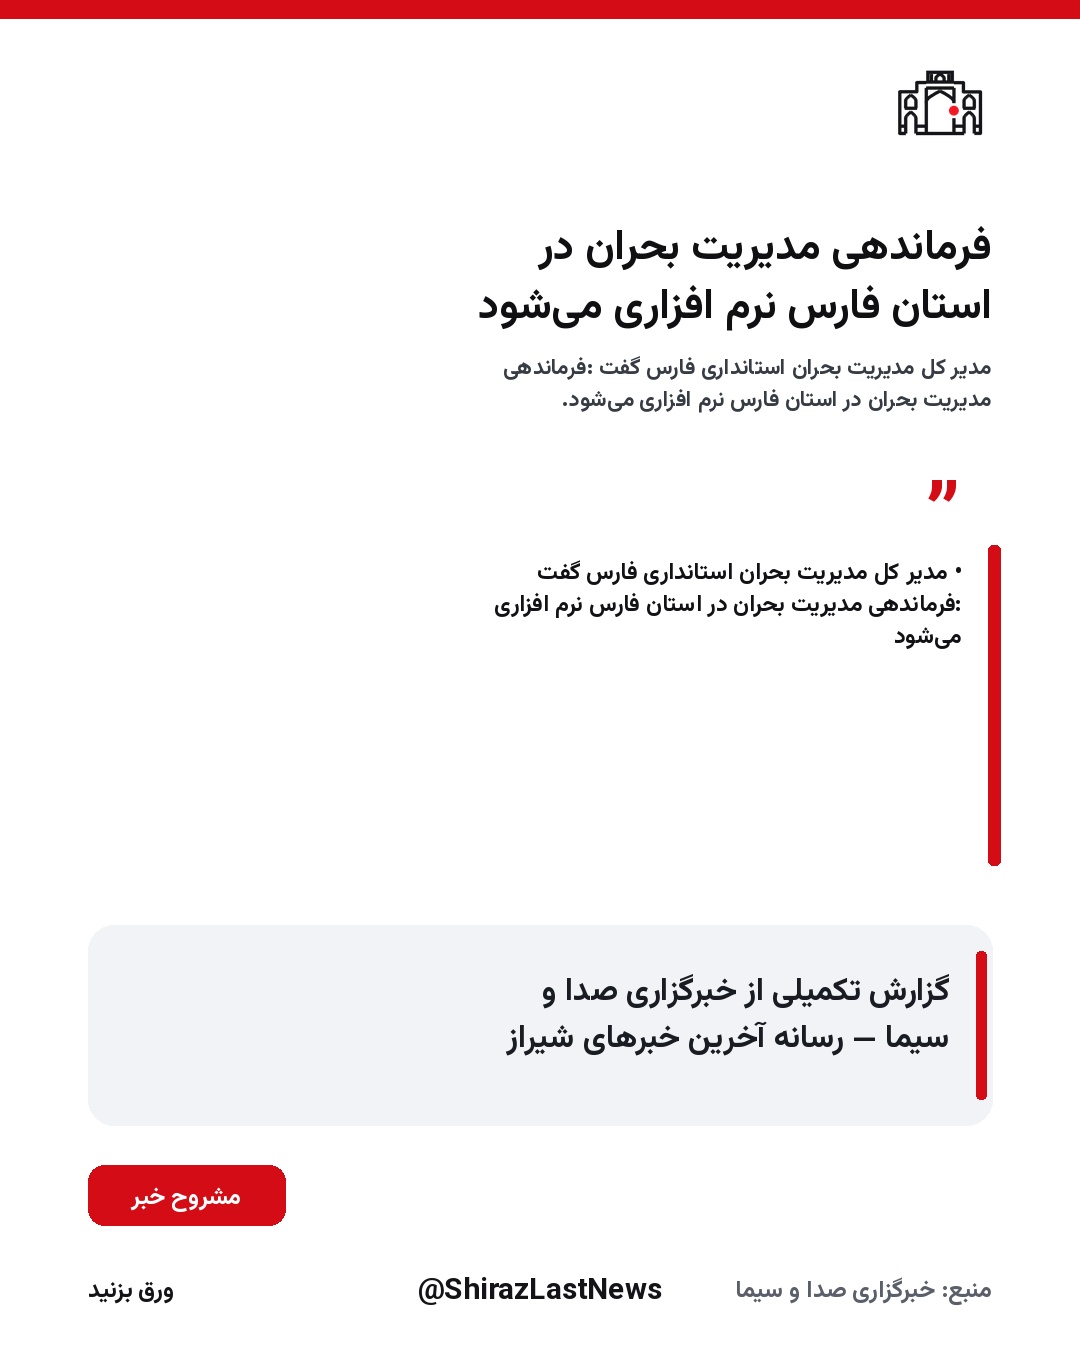 فرماندهی مدیریت بحران در
استان فارس نرم افزاری می‌شود
مدیر کل مدیریت بحران استانداری فارس گفت :فرماندهی
مدیریت بحران در استان فارس نرم افزاری می‌شود.
”
• مدیر کل مدیریت بحران استانداری فارس گفت
:فرماندهی مدیریت بحران در استان فارس نرم افزاری
می‌شود
گزارش تکمیلی از خبرگزاری صدا و
سیما – رسانه آخرین خبرهای شیراز
مشروح خبر
منبع: خبرگزاری صدا و سیما
@ShirazLastNews
ورق بزنید